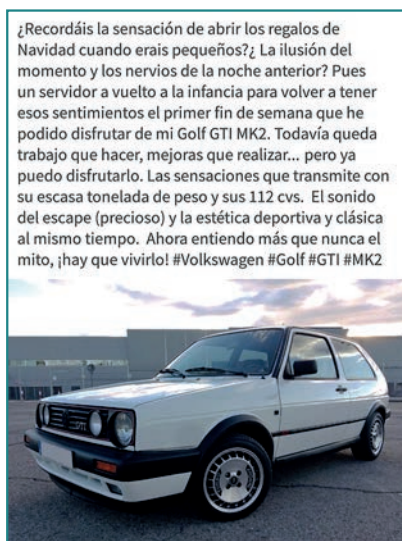 ¿Recordáis la sensación de abrir los regalos de
Navidad cuando erais pequeños?¿ La ilusión del
momento y los nervios de la noche anterior? Pues
un servidor a vuelto a la infancia para volver a tener
esos sentimientos el primer fin de semana que he
podido disfrutar de mi Golf GTI MK2. Todavía queda
trabajo que hacer, mejoras que realizar... pero ya
puedo disfrutarlo. Las sensaciones que transmite con
su escasa tonelada de peso y sus 112 cvs. El sonido
del escape (precioso) y la estética deportiva y clásica
al mismo tiempo. Ahora entiendo más que nunca el
mito, ¡hay que vivirlo! #Volkswagen #Golf #GTI #MK2
GTI